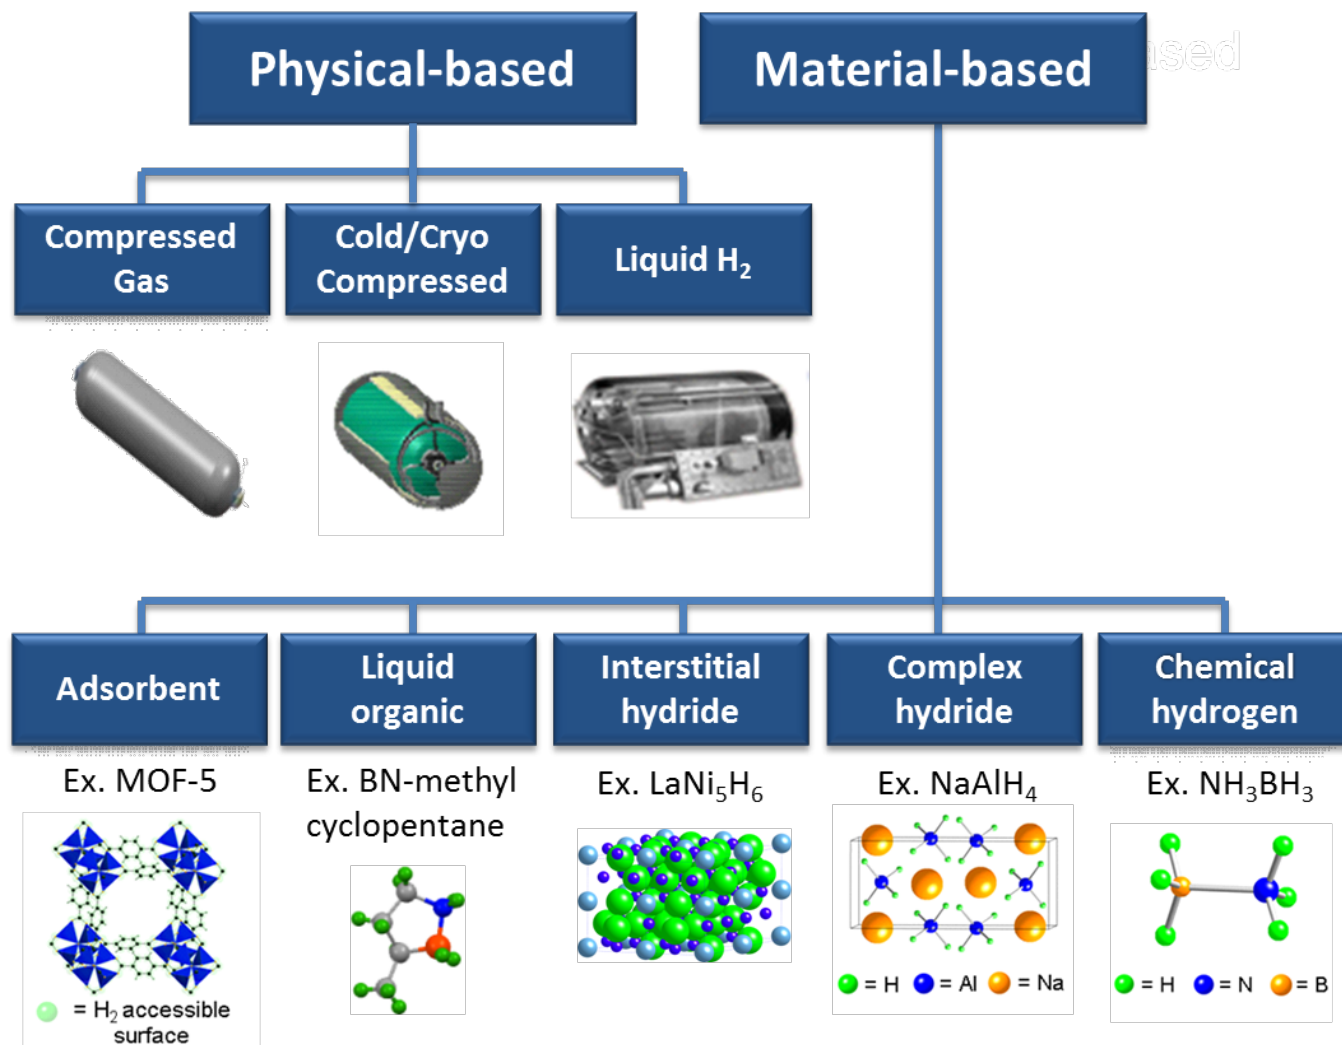 Physical-based
Material-based
ased
Compressed
Gas
Cold/Cryo
Compressed
Liquid H₂
Adsorbent
Liquid
organic
Interstitial
hydride
Complex
hydride
Chemical
hydrogen
Ex. MOF-5
Ex. BN-methyl
cyclopentane
Ex. LaNi₅H₆
Ex. NaAlH₄
Ex. NH₃BH₃
= H₂ accessible
surface
= H = Al = Na
= H = N = B